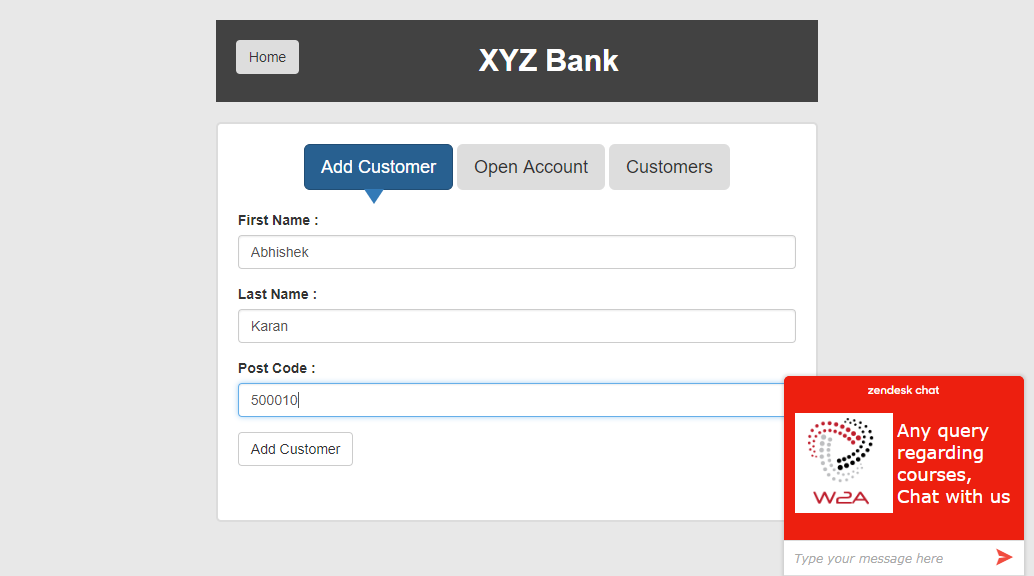 Home
XYZ Bank
Add Customer
Open Account
Customers
First Name :
Abhishek
Last Name :
Karan
Post Code :
500010
Add Customer
zendesk chat
W2A
Any query
regarding
courses,
Chat with us
Type your message here